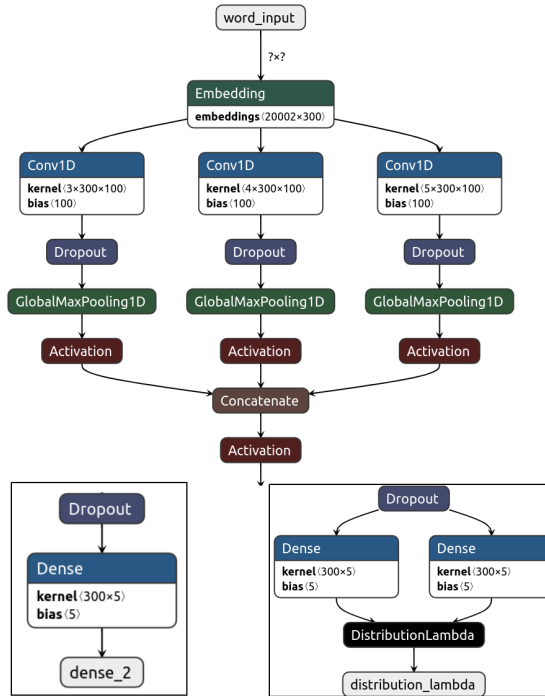 word_input
?×?
Embedding
embeddings⟨20002×300⟩
Conv1D
kernel⟨3×300×100⟩
bias⟨100⟩
Conv1D
kernel⟨4×300×100⟩
bias⟨100⟩
Conv1D
kernel⟨5×300×100⟩
bias⟨100⟩
Dropout
Dropout
Dropout
GlobalMaxPooling1D
GlobalMaxPooling1D
GlobalMaxPooling1D
Activation
Activation
Activation
Concatenate
Activation
Dropout
Dense
kernel⟨300×5⟩
bias⟨5⟩
dense_2
Dropout
Dense
kernel⟨300×5⟩
bias⟨5⟩
Dense
kernel⟨300×5⟩
bias⟨5⟩
DistributionLambda
distribution_lambda